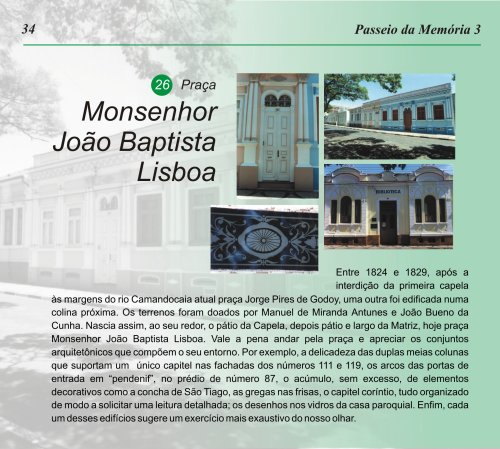 34
Passeio da Memória 3
26 Praça
Monsenhor
João Baptista
Lisboa
BIBLIOTECA
Entre 1824 e 1829, após a
interdição da primeira capela
às margens do rio Camandocaia atual praça Jorge Pires de Godoy, uma outra foi edificada numa
colina próxima. Os terrenos foram doados por Manuel de Miranda Antunes e João Bueno da
Cunha. Nascia assim, ao seu redor, o pátio da Capela, depois pátio e largo da Matriz, hoje praça
Monsenhor João Baptista Lisboa. Vale a pena andar pela praça e apreciar os conjuntos
arquitetônicos que compõem o seu entorno. Por exemplo, a delicadeza das duplas meias colunas
que suportam um único capitel nas fachadas dos números 111 e 119, os arcos das portas de
entrada em “pendenif”, no prédio de número 87, o acúmulo, sem excesso, de elementos
decorativos como a concha de São Tiago, as gregas nas frisas, o capitel coríntio, tudo organizado
de modo a solicitar uma leitura detalhada; os desenhos nos vidros da casa paroquial. Enfim, cada
um desses edifícios sugere um exercício mais exaustivo do nosso olhar.